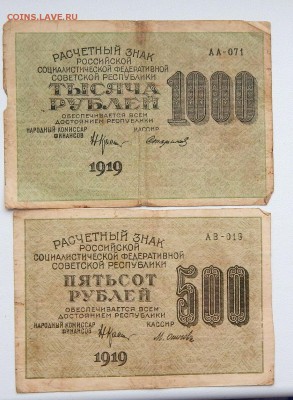 COINS.LAVE.RU
РАСЧЕТНЫЙ ЗНАК
РОССИЙСКОЙ
СОЦИАЛИСТИЧЕСКОЙ ФЕДЕРАТИВНОЙ
СОВЕТСКОЙ РЕСПУБЛИКИ
АА-071
ТЫСЯЧА
РУБЛЕЙ
1000
ОБЕСПЕЧИВАЕТСЯ ВСЕМ
ДОСТОЯНИЕМ РЕСПУБЛИКИ
НАРОДНЫЙ КОМИССАР
ФИНАНСОВ
КАССИР
1919
РАСЧЕТНЫЙ ЗНАК
РОССИЙСКОЙ
СОЦИАЛИСТИЧЕСКОЙ ФЕДЕРАТИВНОЙ
СОВЕТСКОЙ РЕСПУБЛИКИ
АВ-013
ПЯТЬСОТ
РУБЛЕЙ
500
ОБЕСПЕЧИВАЕТСЯ ВСЕМ
ДОСТОЯНИЕМ РЕСПУБЛИКИ
НАРОДНЫЙ КОМИССАР
ФИНАНСОВ
КАССИР
1919